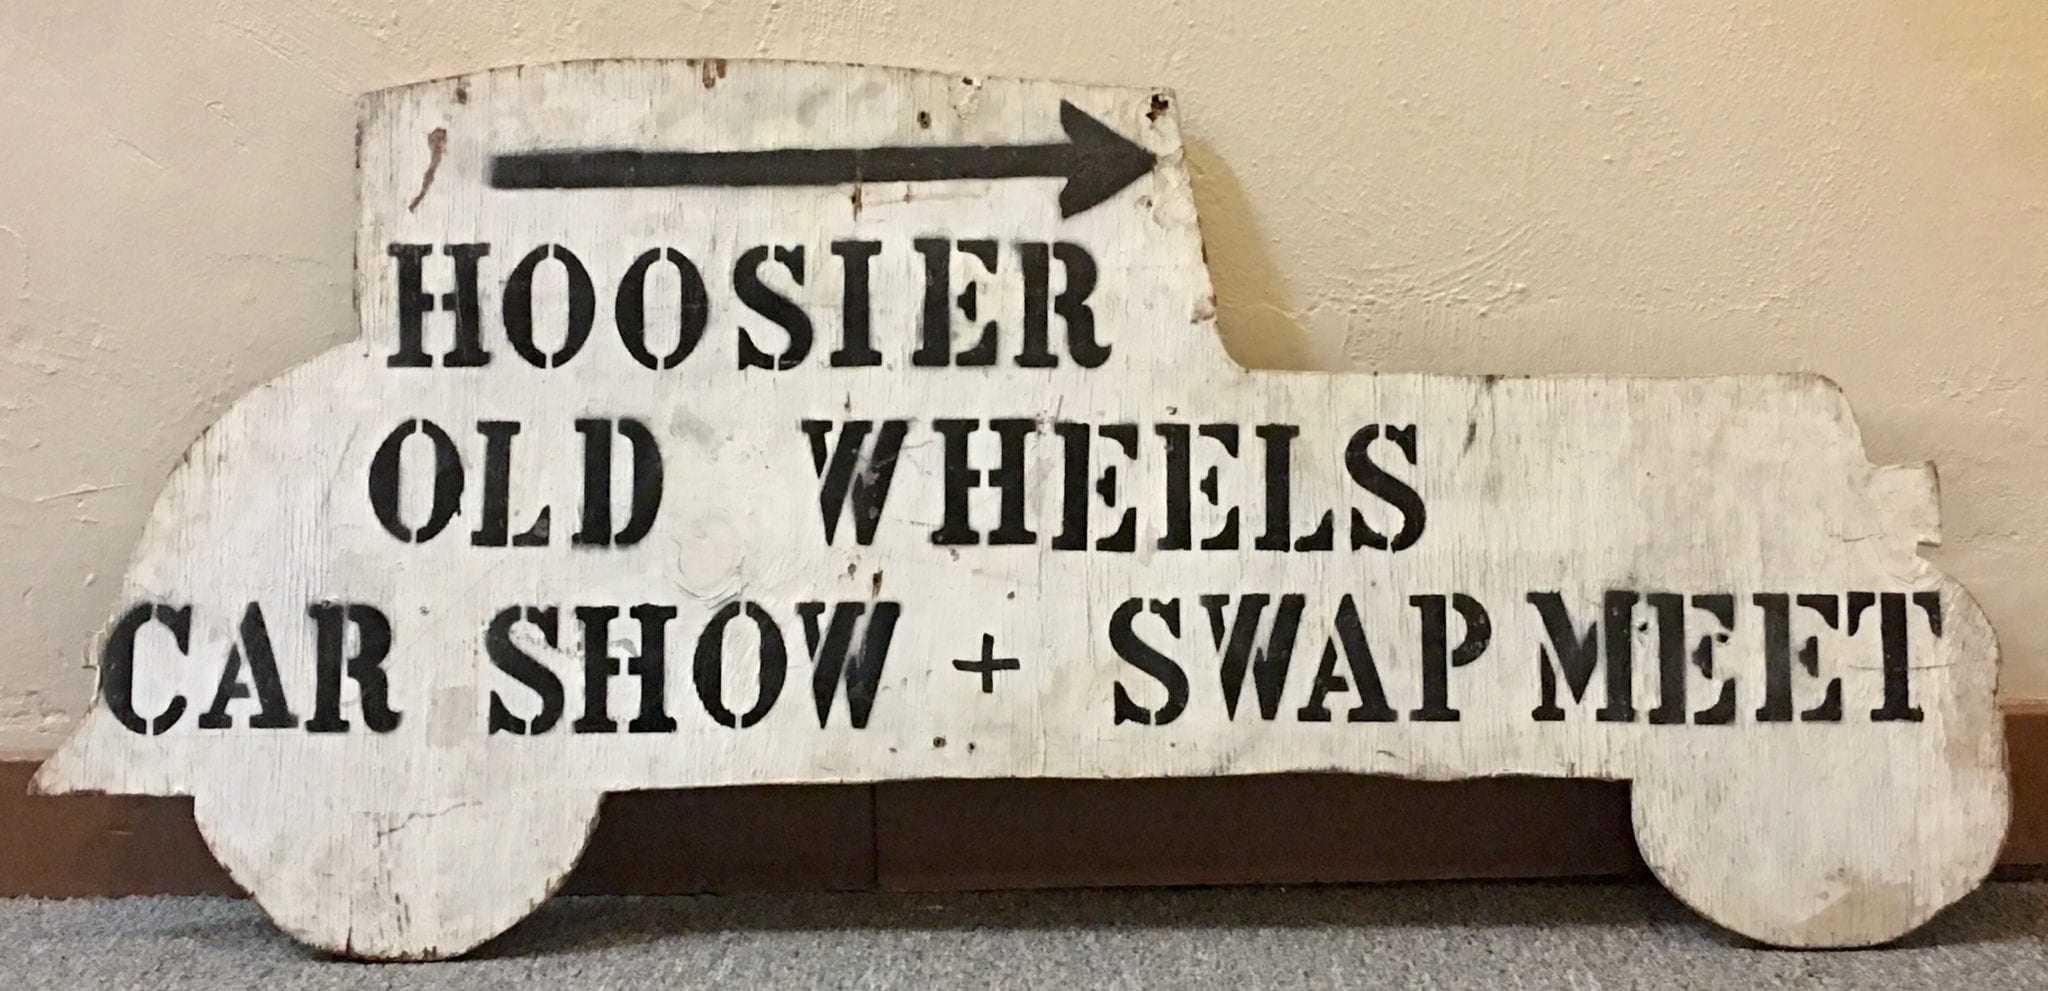 HOOSIER
OLD WHEELS
CAR SHOW + SWAP MEET